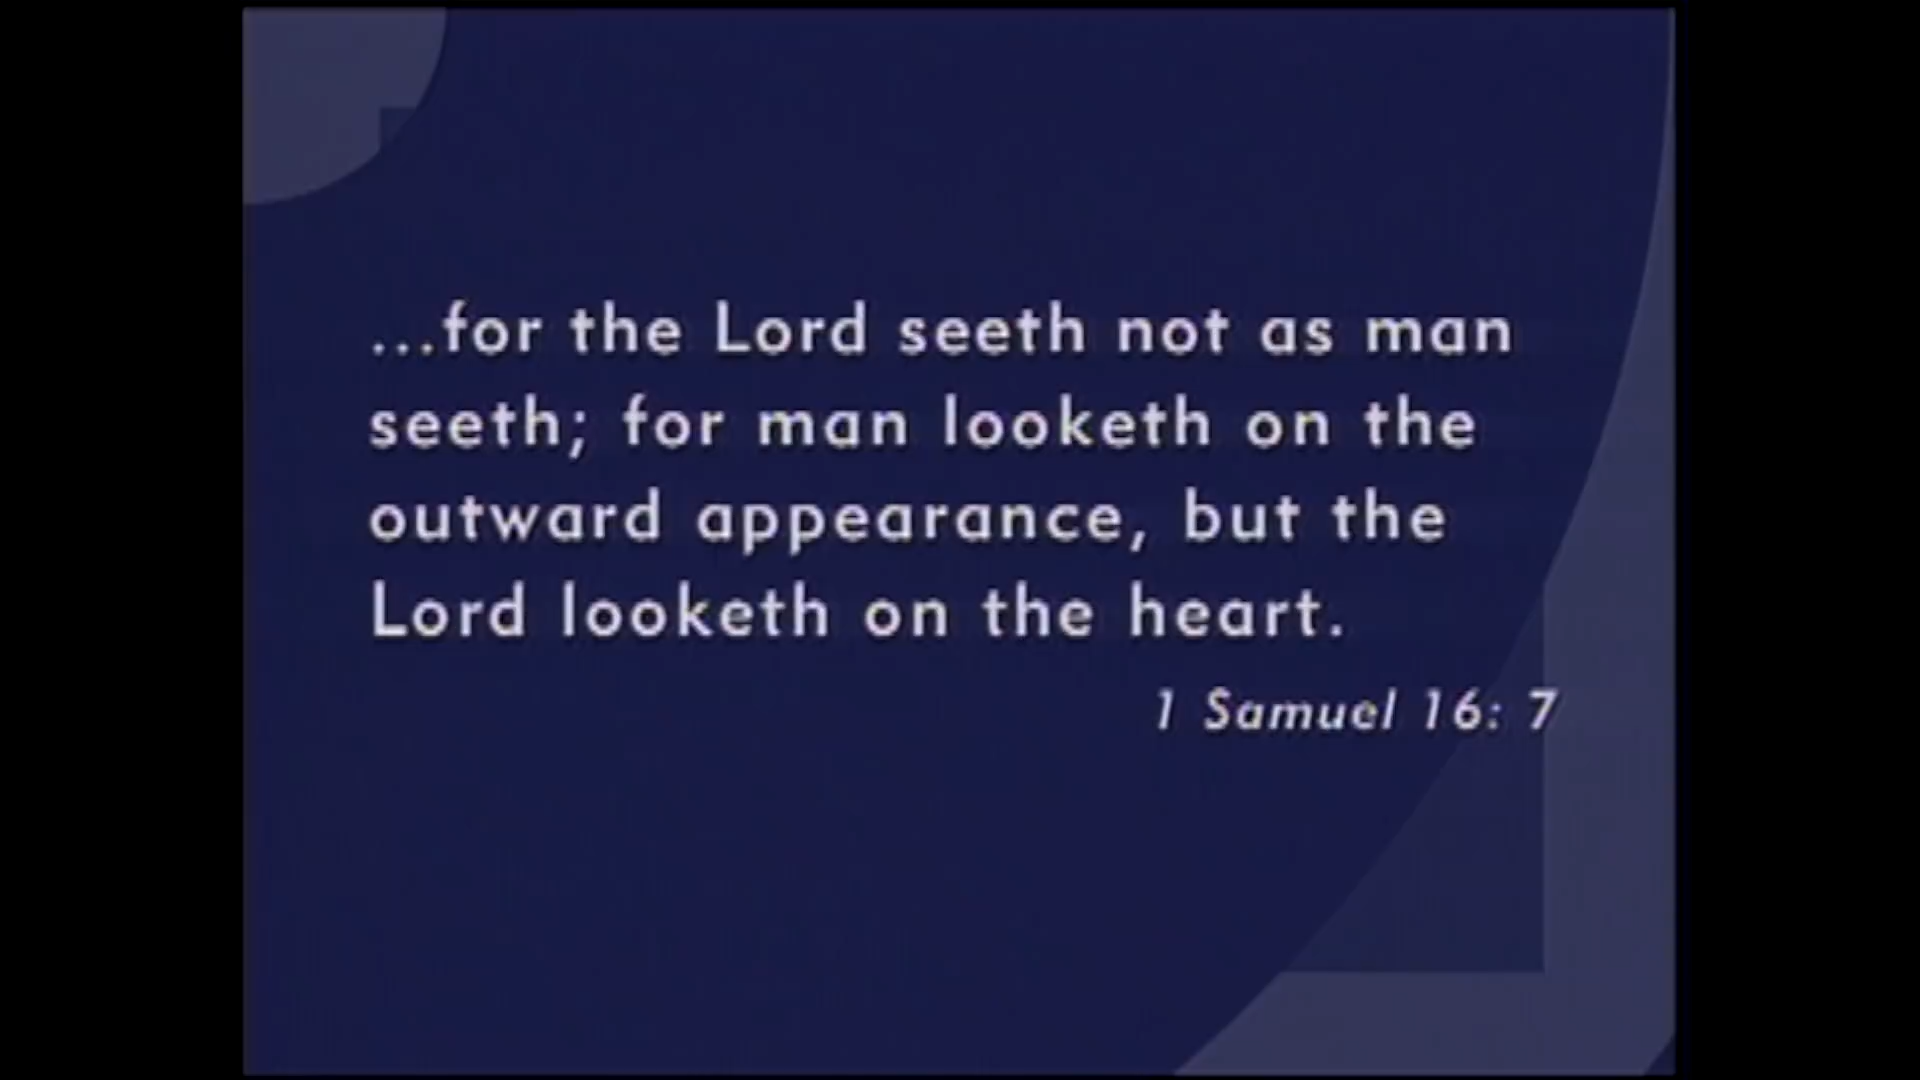 ...for the Lord seeth not as man
seeth; for man looketh on the
outward appearance, but the
Lord looketh on the heart.
1 Samuel 16: 7